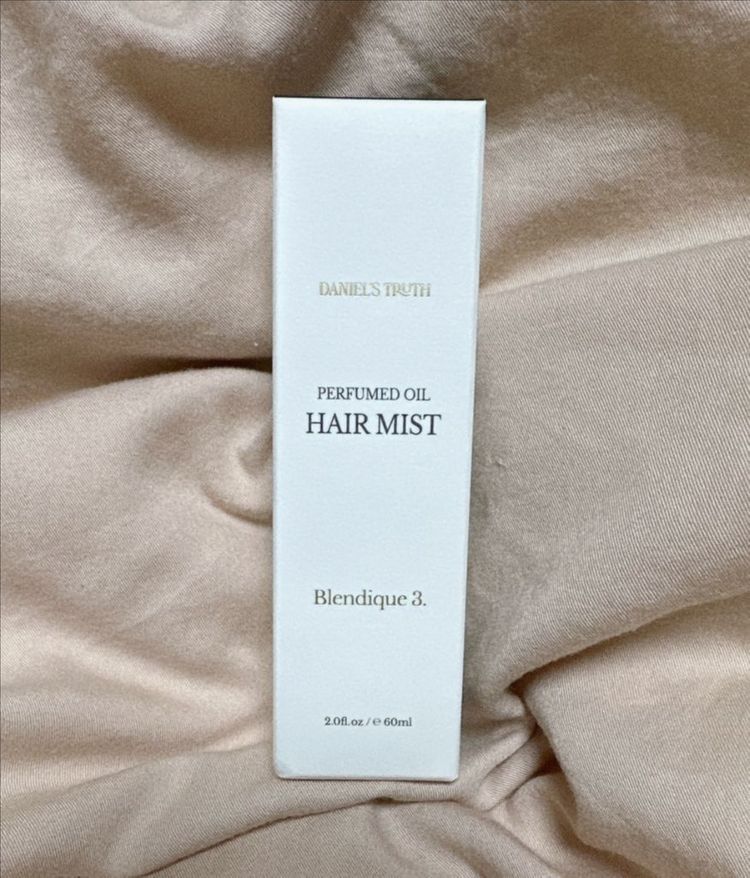 DANIEL'S TRUTH
PERFUMED OIL
HAIR MIST
Blendique 3.
2.0fl.oz / ℮ 60ml